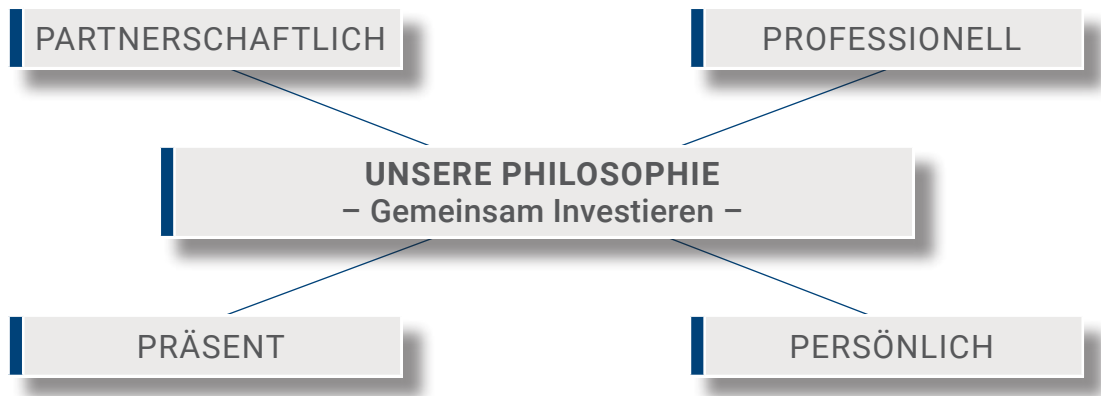 PARTNERSCHAFTLICH
PROFESSIONELL
UNSERE PHILOSOPHIE
– Gemeinsam Investieren –
PRÄSENT
PERSÖNLICH